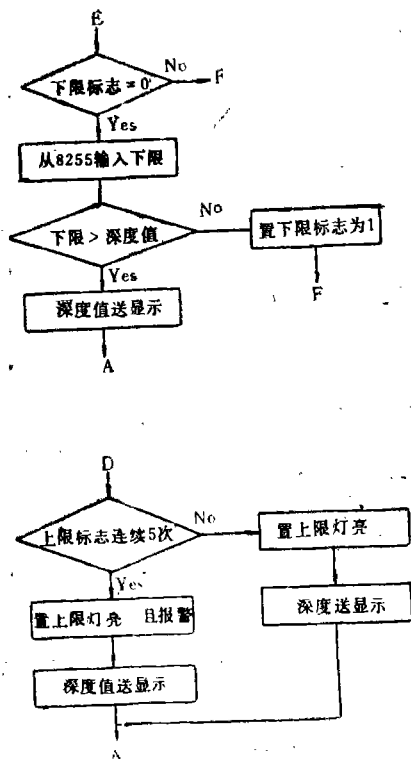 E
下限标志=0
No
F
Yes
从8255输入下限
下限>深度值
No
置下限标志为1
F
Yes
深度值送显示
A
D
上限标志连续5次
No
置上限灯亮
Yes
深度送显示
置上限灯亮 且报警
深度值送显示
A